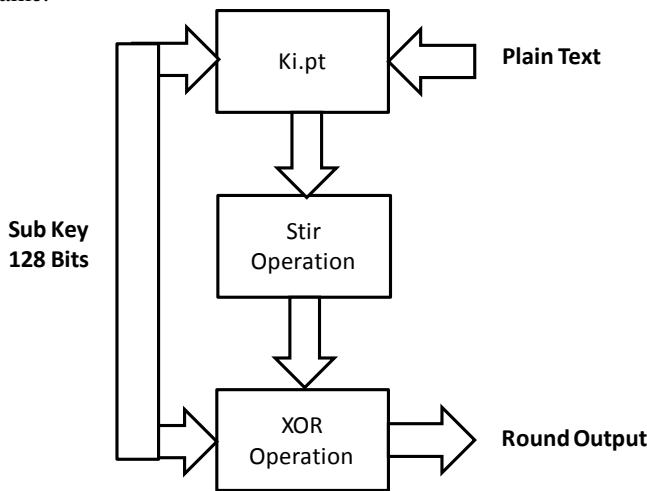 Ki.pt
Plain Text
Sub Key
128 Bits
Stir
Operation
XOR
Operation
Round Output